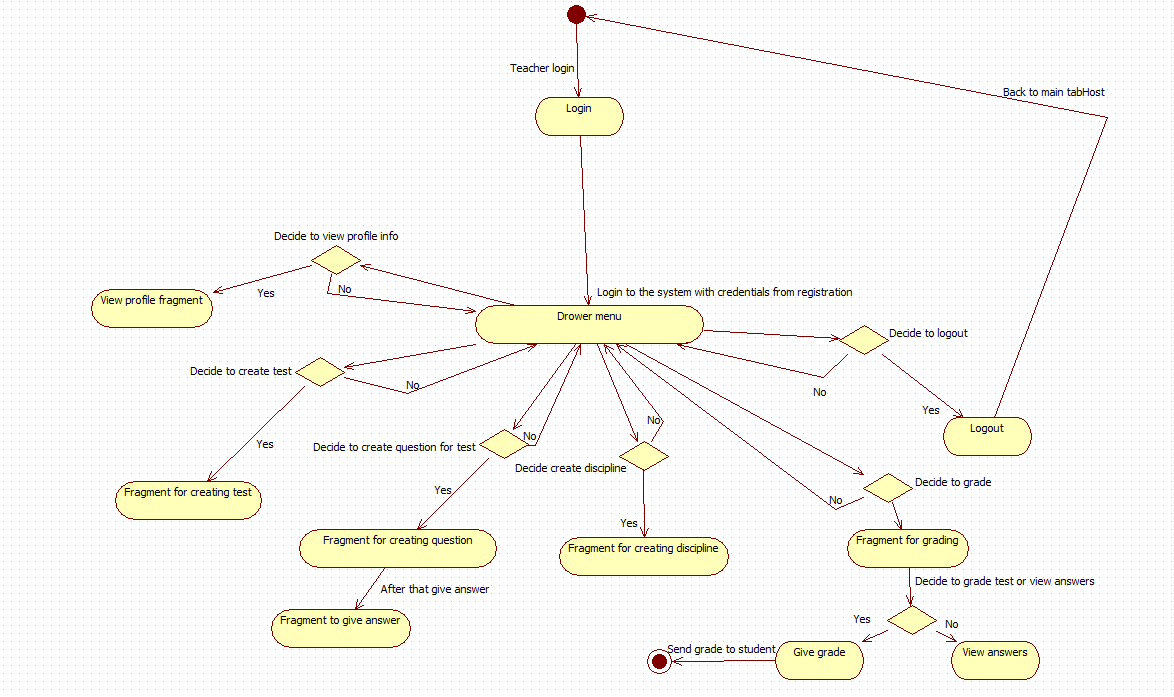 Teacher login
Back to main tabHost
Login
Decide to view profile info
Yes
No
View profile fragment
Login to the system with credentials from registration
Drower menu
Decide to logout
No
Yes
Logout
Decide to create test
No
Yes
Fragment for creating test
Decide to create question for test
No
Yes
Fragment for creating question
After that give answer
Fragment to give answer
No
Decide create discipline
Yes
Fragment for creating discipline
Decide to grade
No
Fragment for grading
Decide to grade test or view answers
Yes
No
Send grade to student
Give grade
View answers